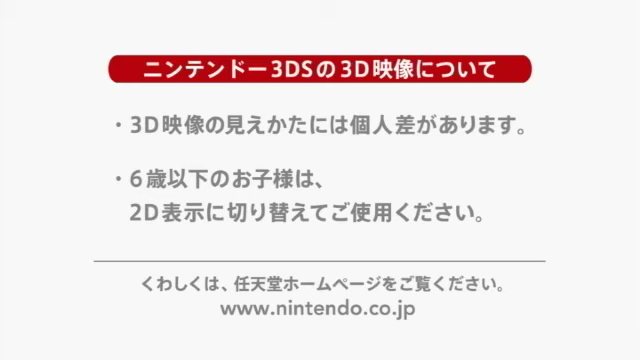 ニンテンドー3DSの3D映像について
・3D映像の見えかたには個人差があります。
・6歳以下のお子様は、
2D表示に切り替えてご使用ください。
くわしくは、任天堂ホームページをご覧ください。
www.nintendo.co.jp